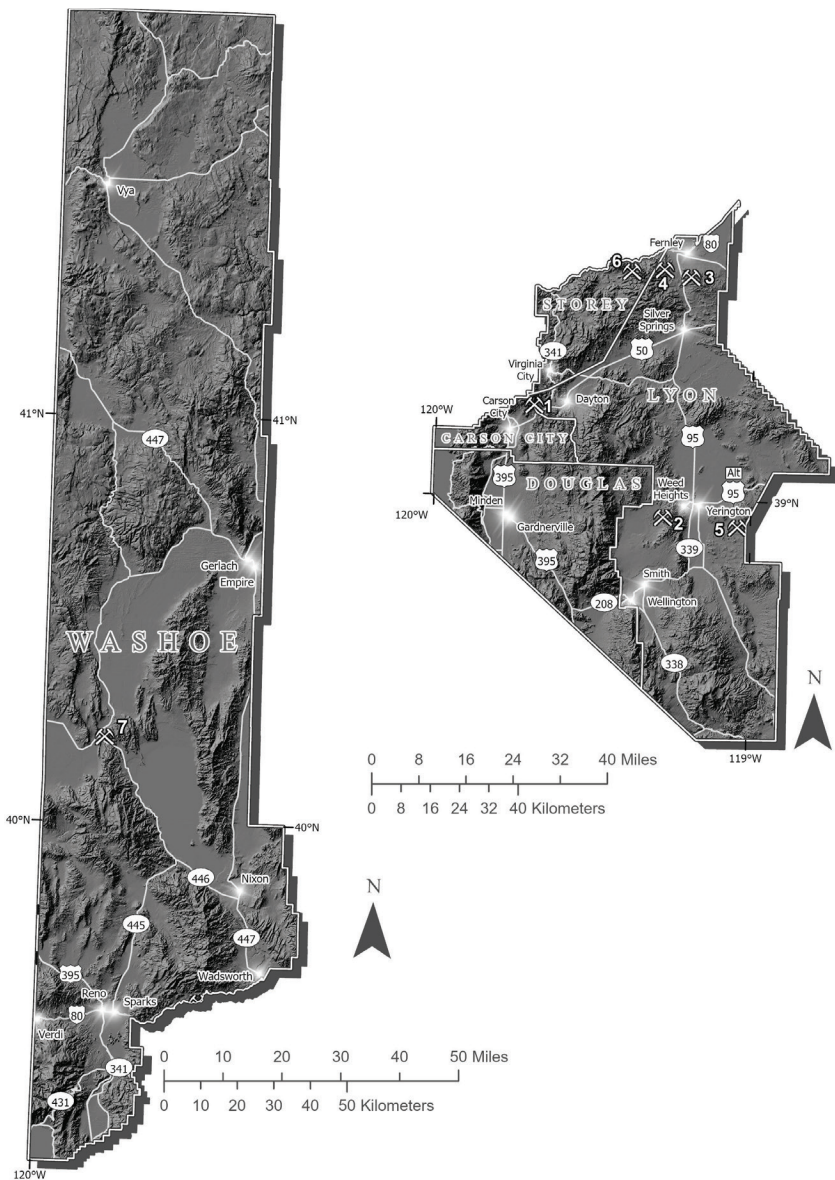 Vya
41°N
41°N
447
Gerlach
Empire
WASHOE
7
40°N
40°N
446
Nixon
445
447
395
Wadsworth
Reno
Sparks
80
Verdi
341
431
120°W
0 10 20 30 40 50 Miles
0 10 20 30 40 50 Kilometers
N
Fernley
80
6
4
3
STOREY
Silver
Springs
341
50
Virginia
City
LYON
1
Carson
City
Dayton
120°W
CARSON CITY
95
395
DOUGLAS
Alt
95
Weed
Heights
39°N
120°W
Minden
Yerington
2
5
Gardnerville
339
395
Smith
208
Wellington
338
N
119°W
0 8 16 24 32 40 Miles
0 8 16 24 32 40 Kilometers